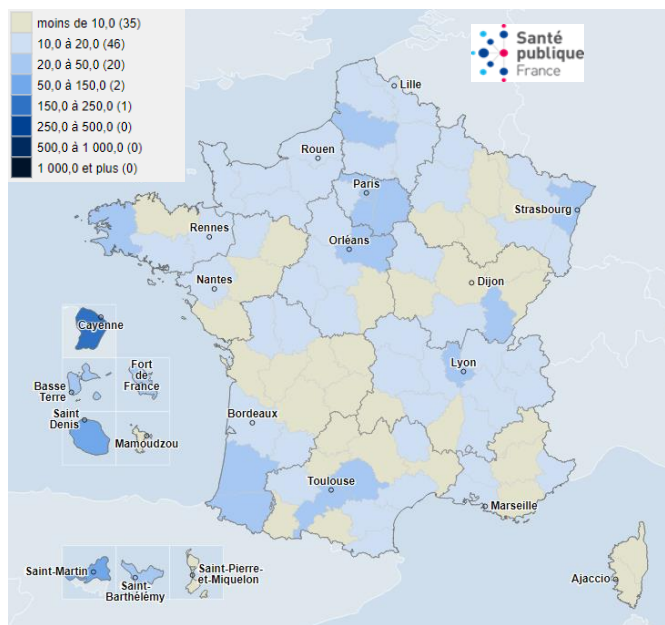 moins de 10,0 (35)
10,0 à 20,0 (46)
20,0 à 50,0 (20)
50,0 à 150,0 (2)
150,0 à 250,0 (1)
250,0 à 500,0 (0)
500,0 à 1 000,0 (0)
1 000,0 et plus (0)
Santé
publique
France
Lille
Rouen
Paris
Strasbourg
Rennes
Orléans
Nantes
Dijon
Cayenne
Lyon
Basse
Terre
Fort
de
France
Saint
Denis
Mamoudzou
Bordeaux
Toulouse
Marseille
Saint-Martin
Saint-
Barthélémy
Saint-Pierre-
et-Miquelon
Ajaccio